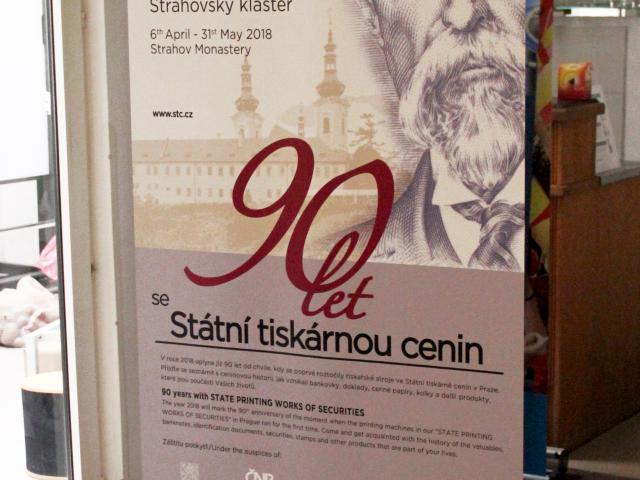 Strahovský klášter
6th April - 31st May 2018
Strahov Monastery
www.stc.cz
90
let
se
Státní tiskárnou cenin
V roce 2018 uplyne již 90 let od chvíle, kdy se poprvé roztočily tiskařské stroje ve Státní tiskárně cenin v Praze.
Přijďte se seznámit s ceninovou historií, jak vznikají bankovky, doklady, cenné papíry, kolky a další produkty,
které jsou součástí Vašich životů.
90 years with STATE PRINTING WORKS OF SECURITIES
The year 2018 will mark the 90th anniversary of the moment when the printing machines in our "STATE PRINTING
WORKS OF SECURITIES" in Prague ran for the first time. Come and get acquainted with the history of the valuables,
banknotes, identification documents, securities, stamps and other products that are part of your lives.
Záštitu poskytli/Under the auspices of:
ČNB